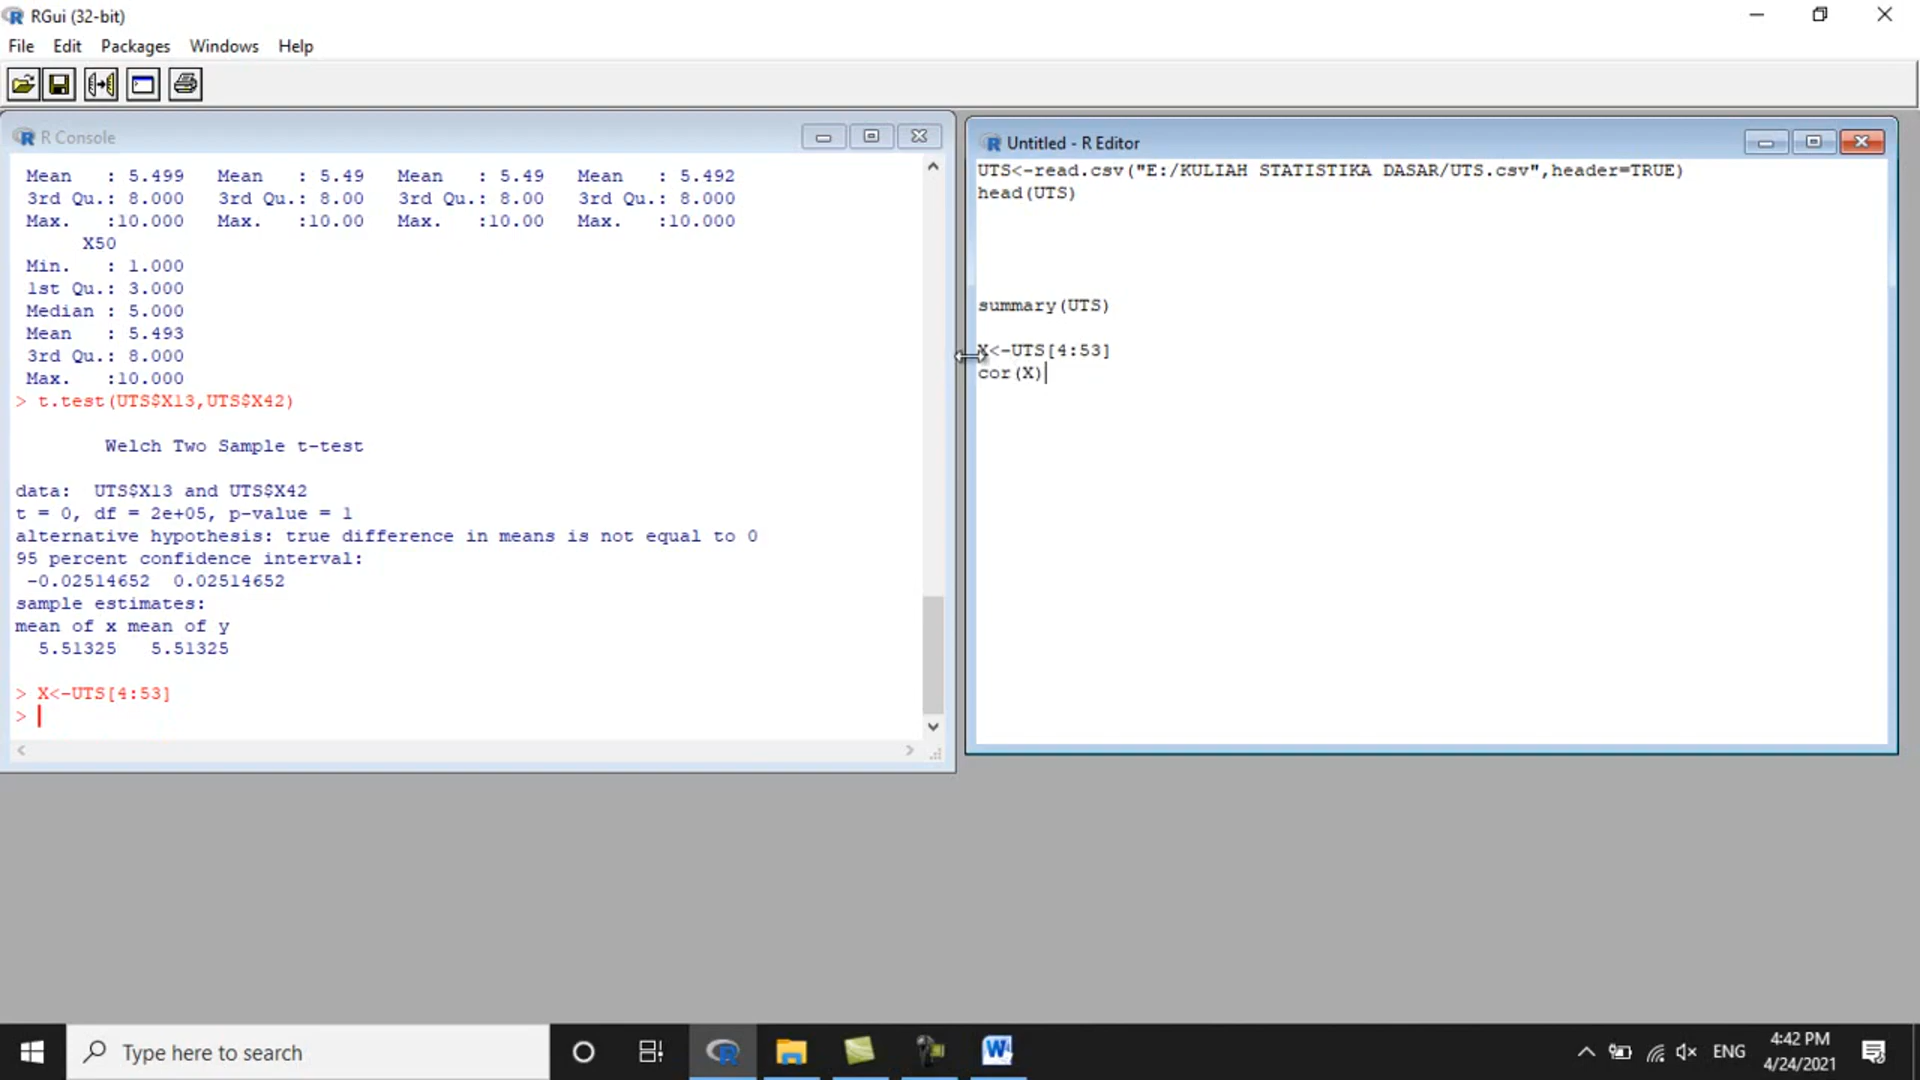 RGui (32-bit)
File Edit Packages Windows Help
R Console
Mean   : 5.499   Mean   : 5.49   Mean   : 5.49   Mean   : 5.492
3rd Qu.: 8.000   3rd Qu.: 8.00   3rd Qu.: 8.00   3rd Qu.: 8.000
Max.   :10.000   Max.   :10.00   Max.   :10.00   Max.   :10.000
X50
Min.   : 1.000
1st Qu.: 3.000
Median : 5.000
Mean   : 5.493
3rd Qu.: 8.000
Max.   :10.000
> t.test(UTS$X13,UTS$X42)
Welch Two Sample t-test
data:  UTS$X13 and UTS$X42
t = 0, df = 2e+05, p-value = 1
alternative hypothesis: true difference in means is not equal to 0
95 percent confidence interval:
-0.02514652  0.02514652
sample estimates:
mean of x mean of y
5.51325   5.51325
> X<-UTS[4:53]
>
Untitled - R Editor
UTS<-read.csv("E:/KULIAH STATISTIKA DASAR/UTS.csv",header=TRUE)
head(UTS)
summary(UTS)
X<-UTS[4:53]
cor(X)
Type here to search
ENG
4:42 PM
4/24/2021